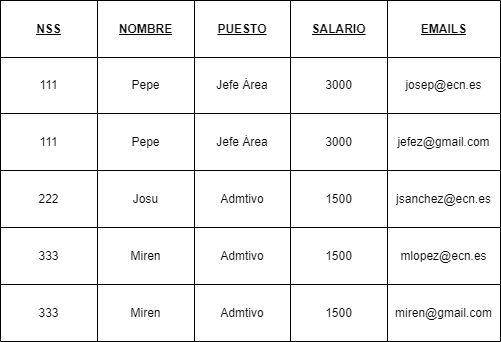 NSS NOMBRE PUESTO SALARIO EMAILS
111 Pepe Jefe Área 3000 josep@ecn.es
111 Pepe Jefe Área 3000 jefez@gmail.com
222 Josu Admtivo 1500 jsanchez@ecn.es
333 Miren Admtivo 1500 mlopez@ecn.es
333 Miren Admtivo 1500 miren@gmail.com